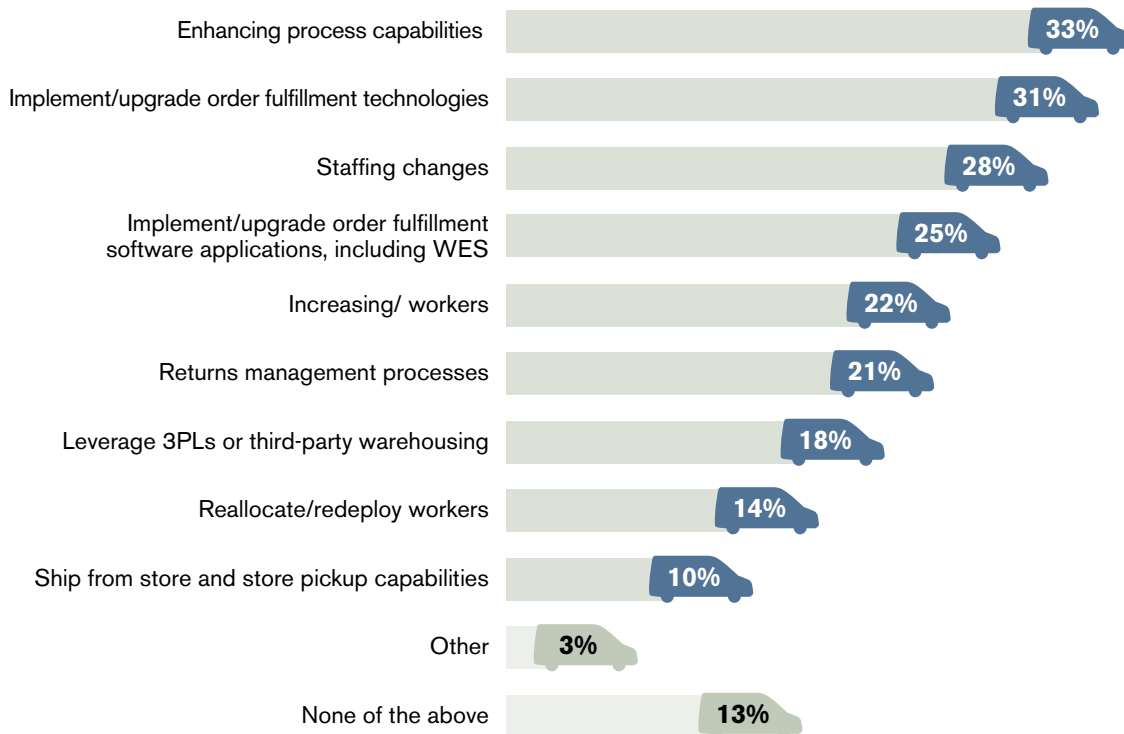 Enhancing process capabilities 33%
Implement/upgrade order fulfillment technologies 31%
Staffing changes 28%
Implement/upgrade order fulfillment
software applications, including WES 25%
Increasing/ workers 22%
Returns management processes 21%
Leverage 3PLs or third-party warehousing 18%
Reallocate/redeploy workers 14%
Ship from store and store pickup capabilities 10%
Other 3%
None of the above 13%